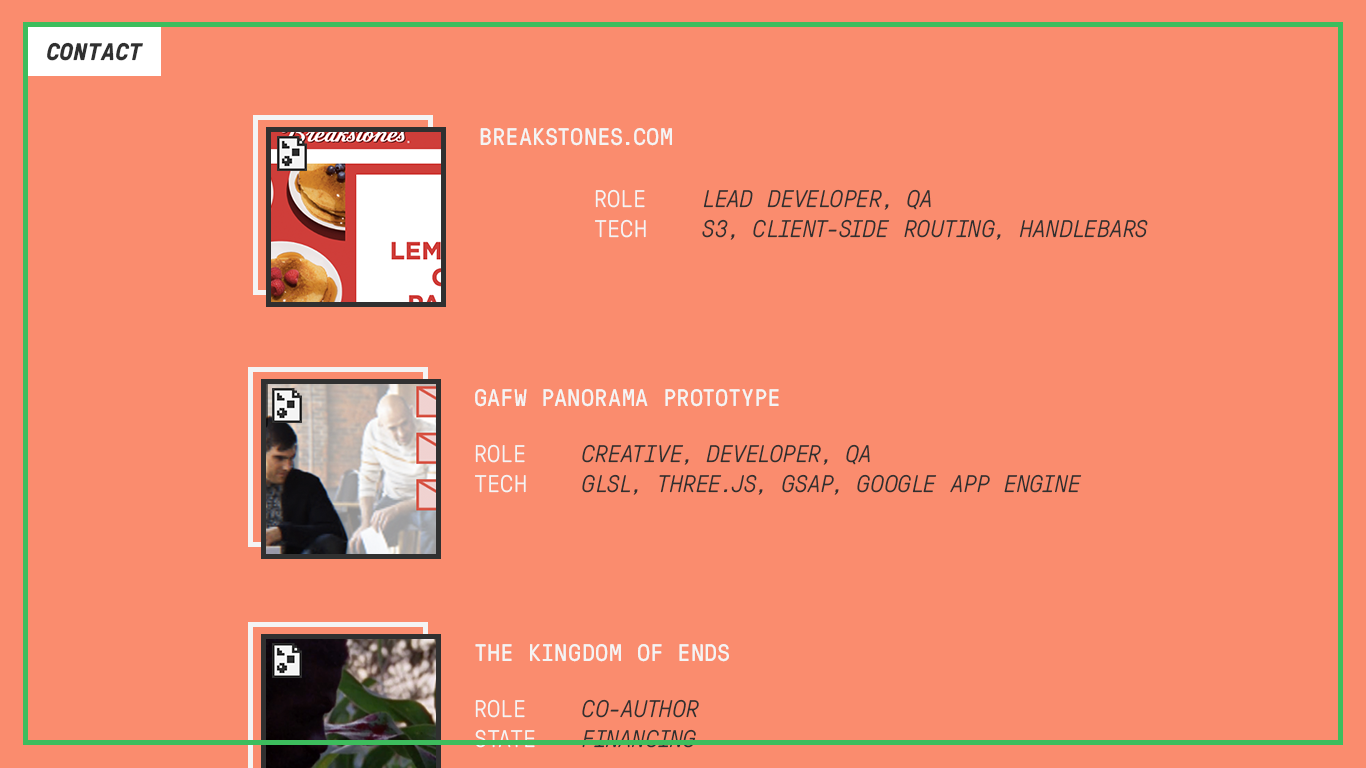 CONTACT
Breakstones.
LEM
BREAKSTONES.COM
ROLE LEAD DEVELOPER, QA
TECH S3, CLIENT-SIDE ROUTING, HANDLEBARS
GAFW PANORAMA PROTOTYPE
ROLE CREATIVE, DEVELOPER, QA
TECH GLSL, THREE.JS, GSAP, GOOGLE APP ENGINE
THE KINGDOM OF ENDS
ROLE CO-AUTHOR
STATE FINANCING